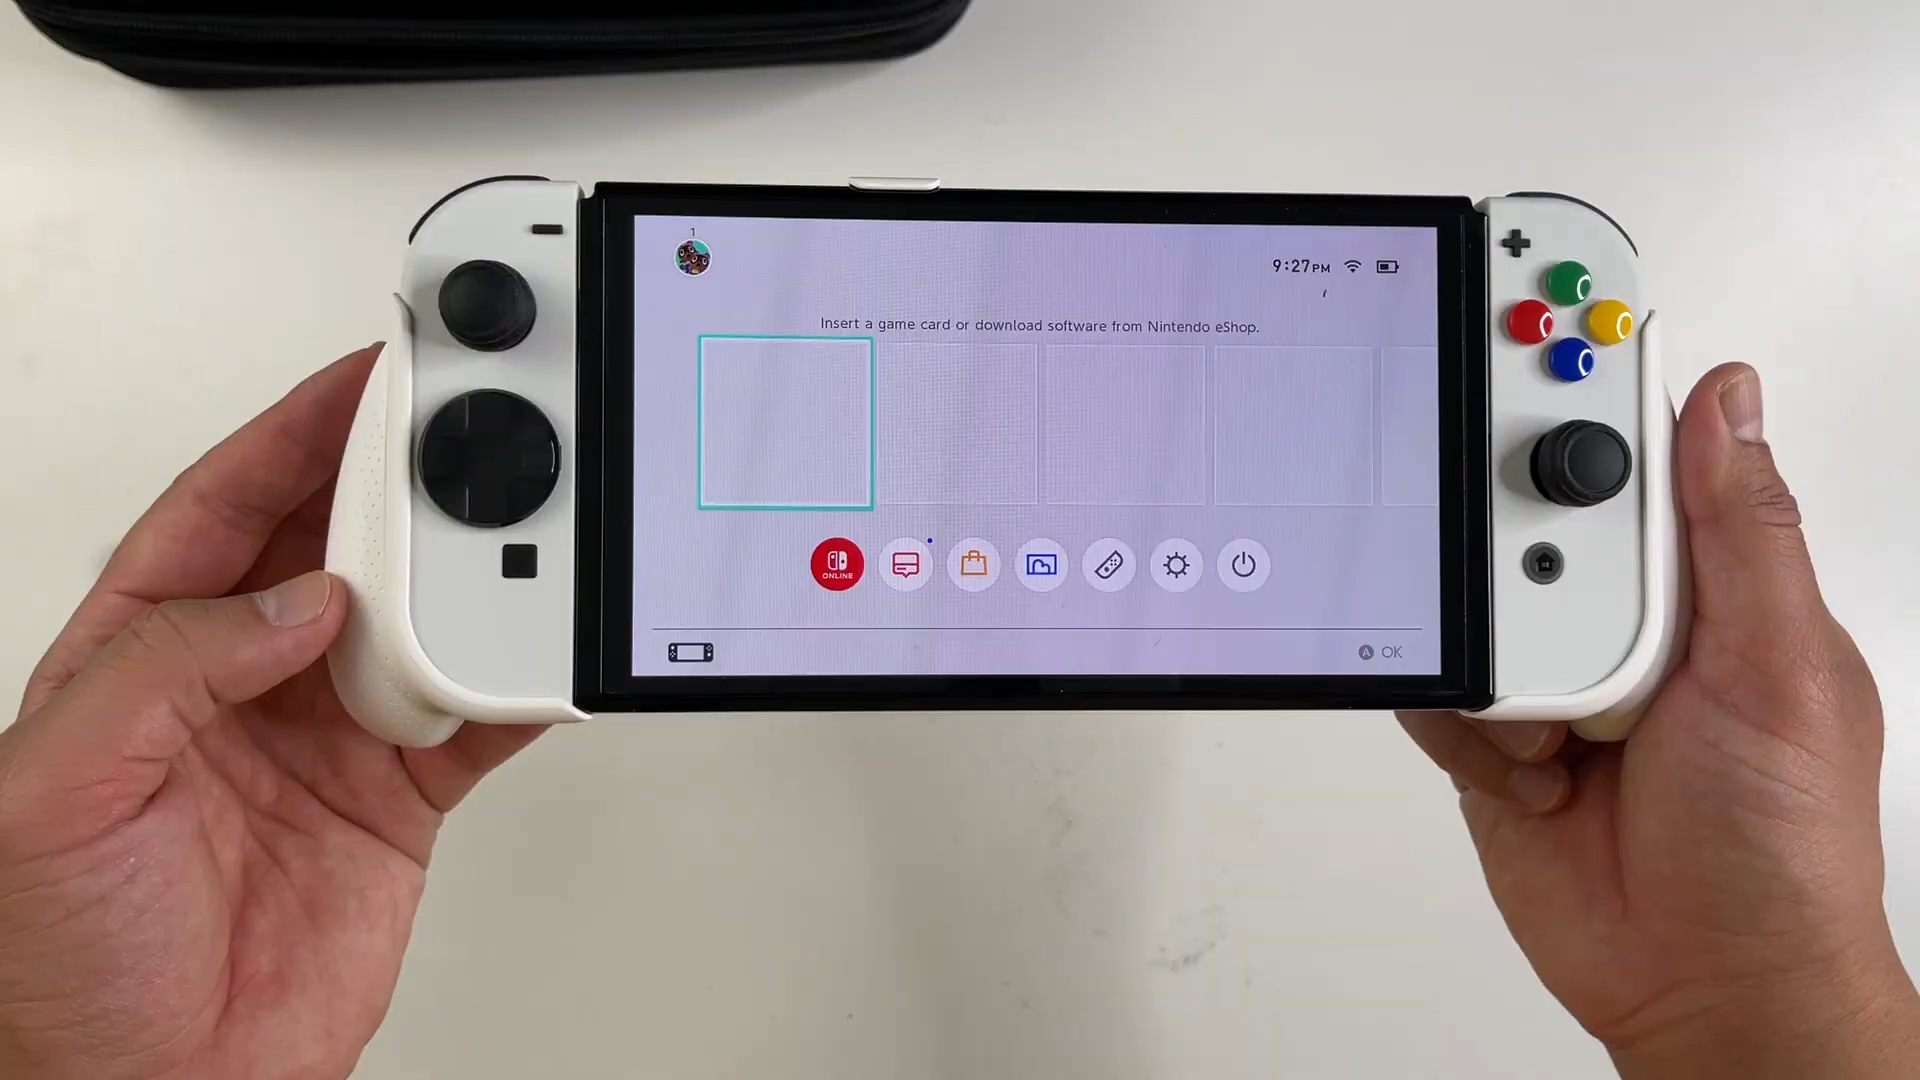 1
9:27PM
Insert a game card or download software from Nintendo eShop.
ONLINE
A OK